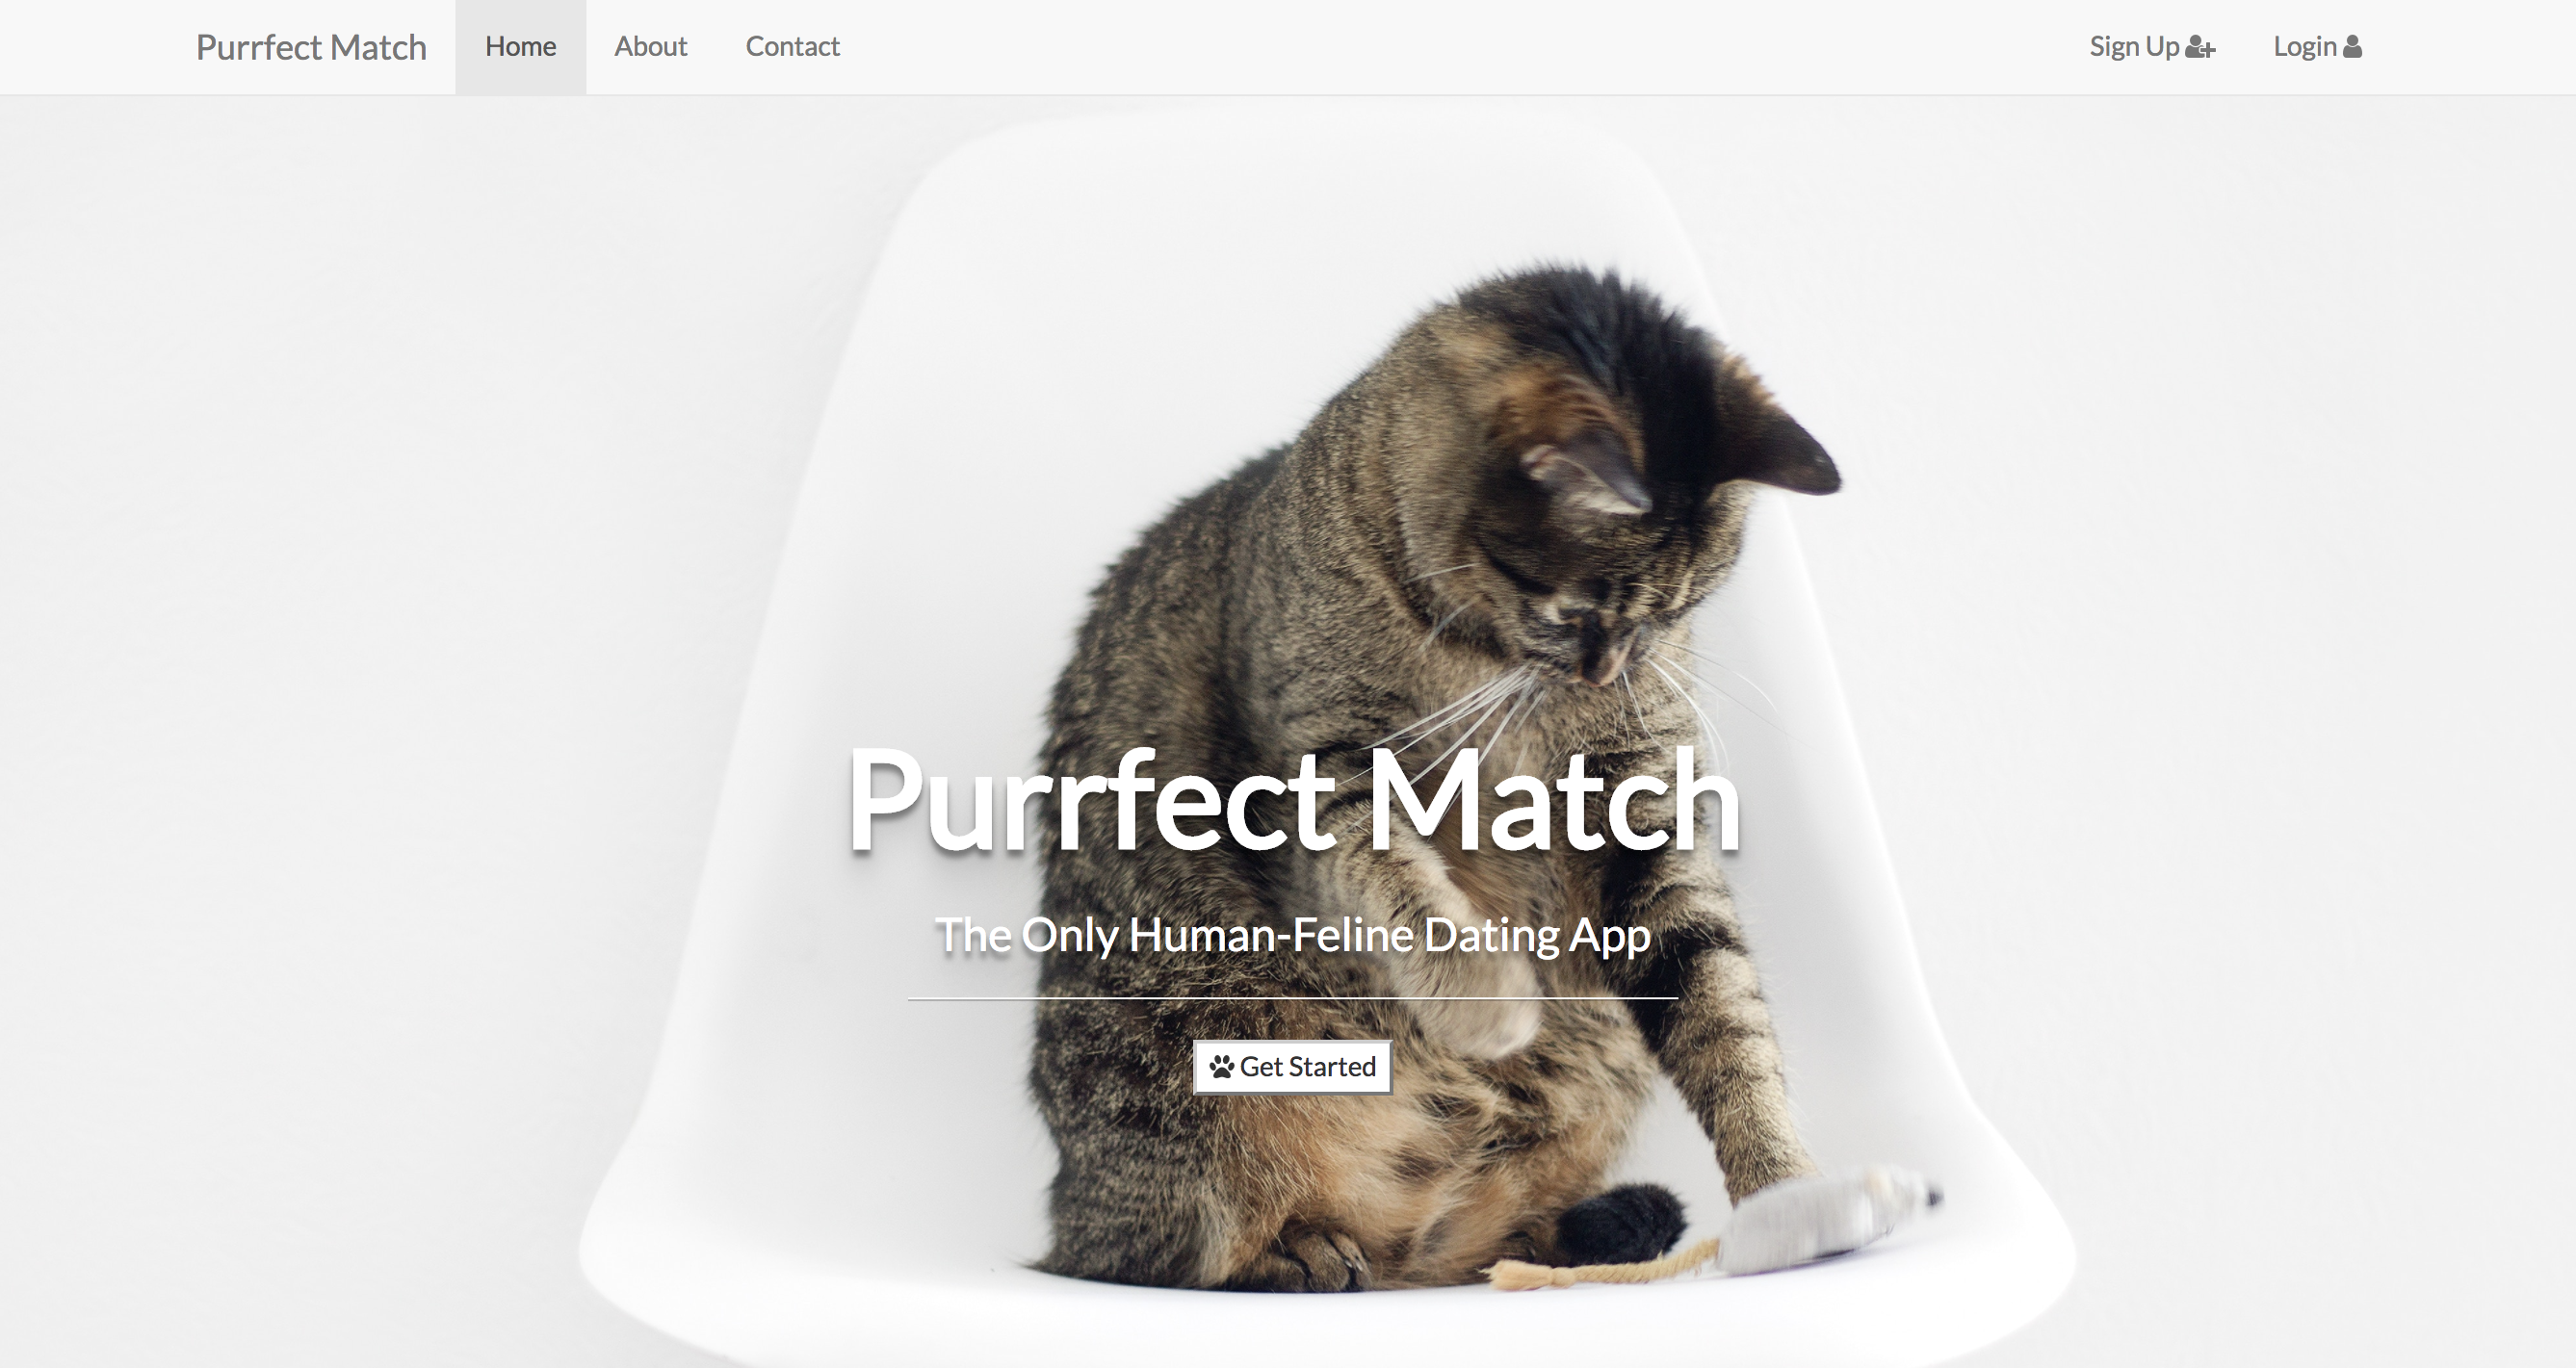 Purrfect Match Home About Contact Sign Up Login
Purrfect Match
The Only Human-Feline Dating App
Get Started